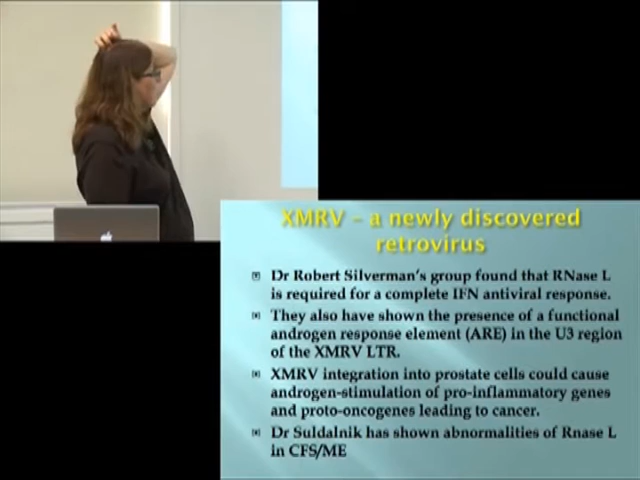 XMRV – a newly discovered
retrovirus
Dr Robert Silverman's group found that RNase L
is required for a complete IFN antiviral response.
They also have shown the presence of a functional
androgen response element (ARE) in the U3 region
of the XMRV LTR.
XMRV integration into prostate cells could cause
androgen-stimulation of pro-inflammatory genes
and proto-oncogenes leading to cancer.
Dr Suldalnik has shown abnormalities of Rnase L
in CFS/ME